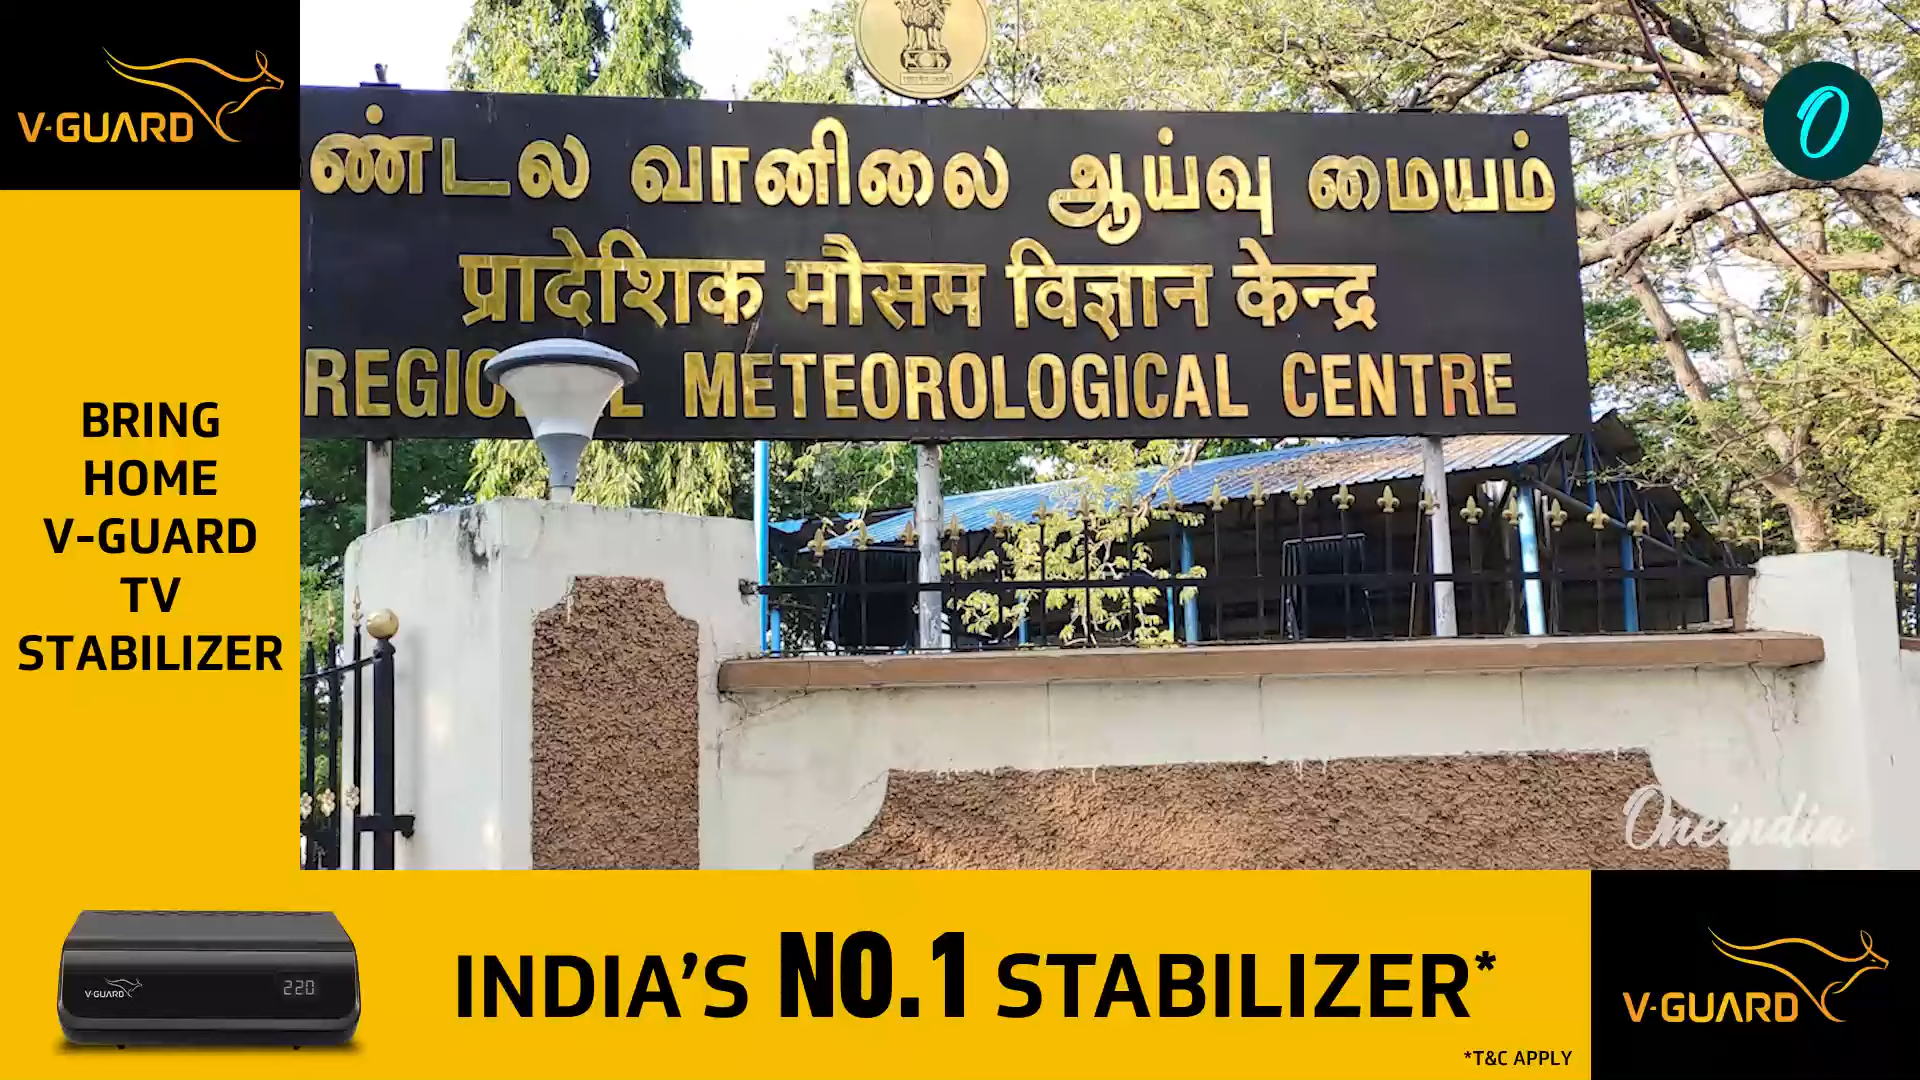 V-GUARD
BRING
HOME
V-GUARD
TV
STABILIZER
வானிலை ஆய்வு மையம்
प्रादेशिक मौसम विज्ञान केन्द्र
METEOROLOGICAL CENTRE
Oneindia
V-GUARD
220
INDIA'S NO.1 STABILIZER*
*T&C APPLY
V-GUARD